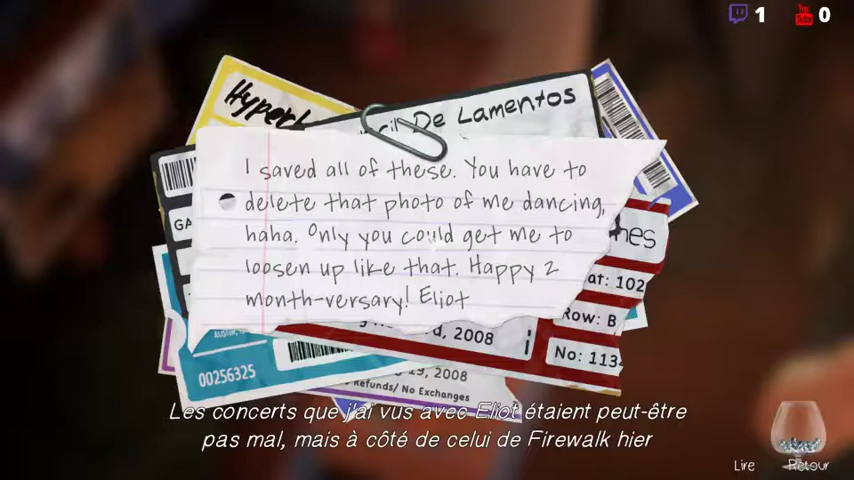 1
You Tube 0
De Lamentos
I saved all of these. You have to
delete that photo of me dancing,
haha. Only you could get me to
loosen up like that. Happy 2
month-versary! Eliot
GA
at: 102
Row: B
, 2008
No: 113
00256325
, 2008
Refunds/ No Exchanges
Les concerts que j'ai vus avec Eliot étaient peut-être
pas mal, mais à côté de celui de Firewalk hier
Lire
Retour